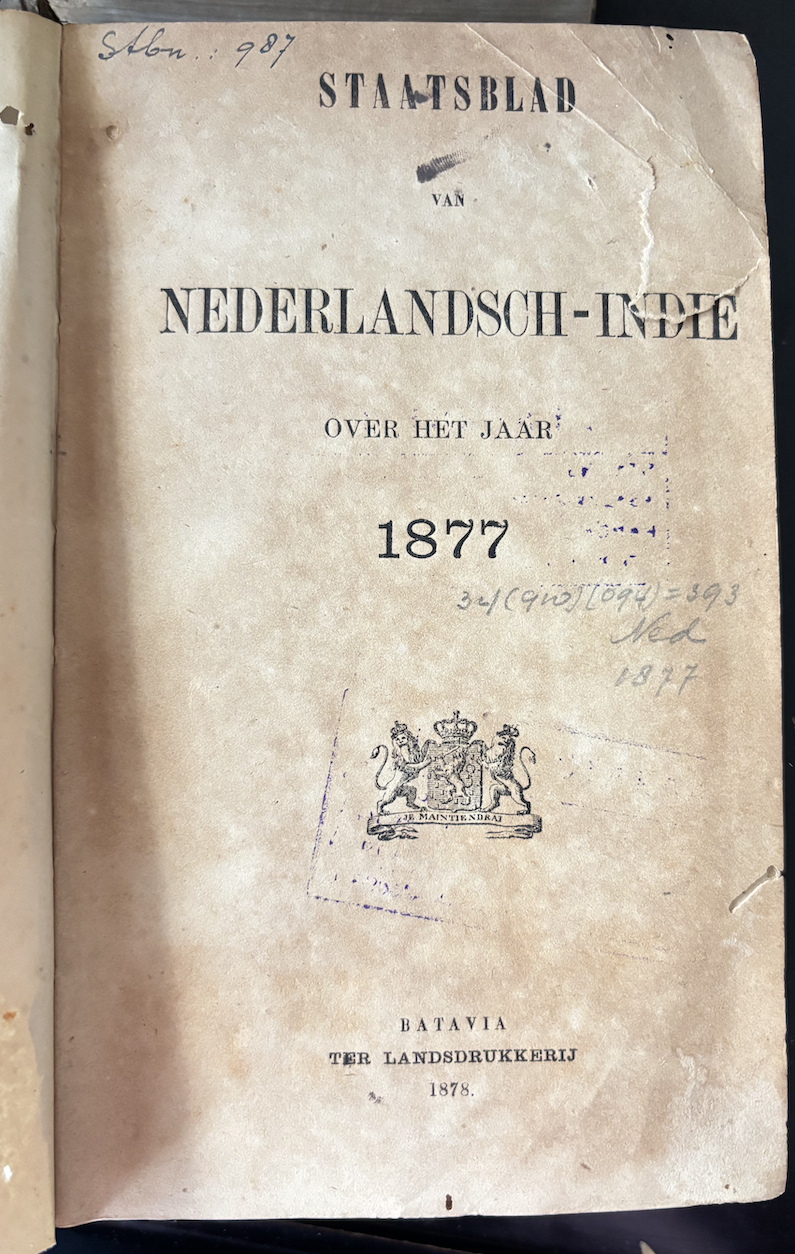 Stbn.: 987
STAATSBLAD
VAN
NEDERLANDSCH-INDIE
OVER HET JAAR
1877
34(910)(094)=393
Ned
1877
JE MAINTIENDRAI
BATAVIA
TER LANDSDRUKKERIJ
1878.